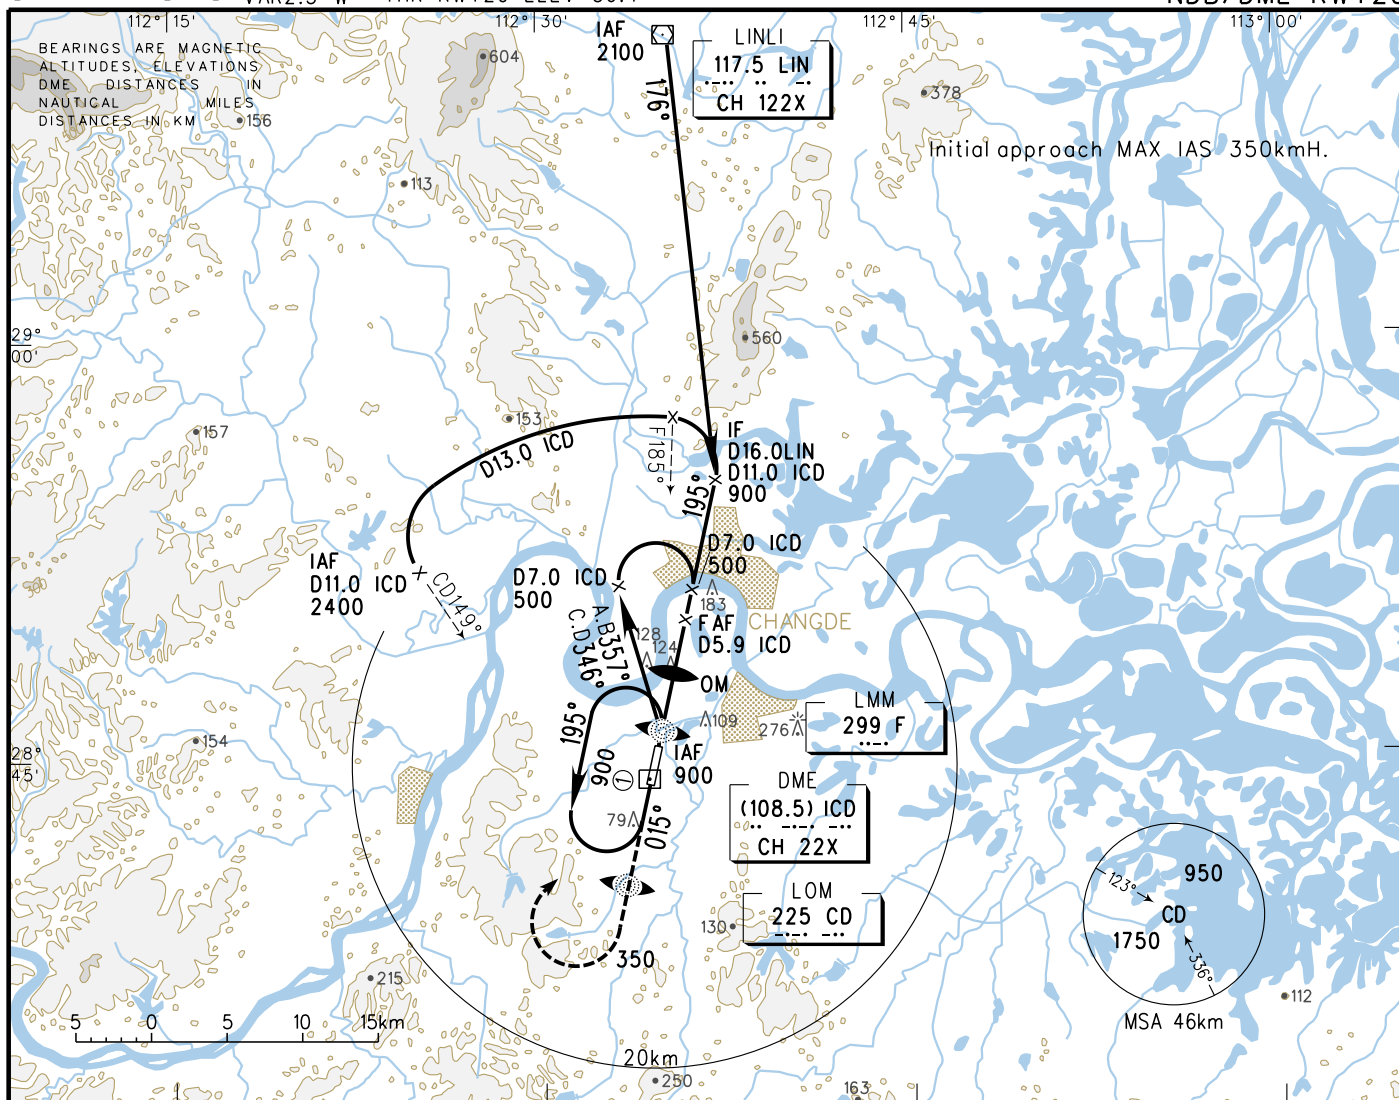 112°15'
112°30'
112°45'
113°00'
BEARINGS ARE MAGNETIC
ALTITUDES, ELEVATIONS
DME DISTANCES IN
NAUTICAL MILES
DISTANCES IN KM
156
604
113
IAF
2100
176°
LINLI
117.5 LIN
CH 122X
378
Initial approach MAX IAS 350kmH.
29°
00'
560
157
153
D13.0 ICD
F185°
IF
D16.0LIN
D11.0 ICD
900
195°
IAF
D11.0 ICD
2400
CD149°
D7.0 ICD
500
D7.0 ICD
500
183
CHANGDE
FAF
D5.9 ICD
A.B357°
C.D346°
128
124
OM
300
109
276
LMM
299 F
195°
900
IAF
900
154
28°
45'
DME
(108.5) ICD
CH 22X
79
015°
LOM
225 CD
130
350
123°
950
CD
1750
336°
MSA 46km
112
215
5 0 5 10 15km
20km
250
163